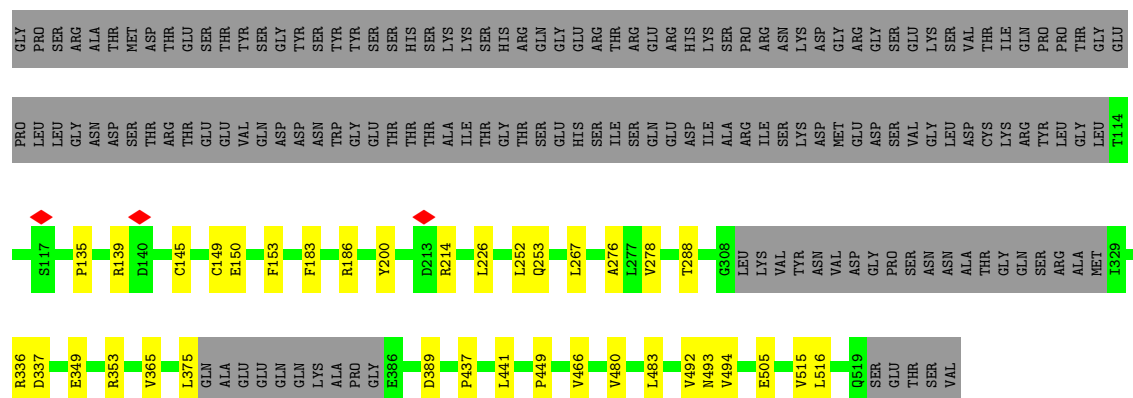 GLY PRO SER ARG ALA THR MET ASP THR GLU SER THR TYR SER GLY TYR SER TYR TYR SER SER HIS SER LYS LYS SER HIS ARG GLN GLY GLU ARG THR ARG GLU ARG HIS LYS SER PRO ARG ASN LYS ASP GLY ARG GLY SER GLU LYS SER VAL THR ILE GLN PRO PRO THR GLY GLU
PRO LEU LEU GLY ASN ASP SER THR ARG THR GLU GLU VAL GLN ASP ASP ASN TRP GLY GLU THR THR THR ALA ILE THR GLY THR SER GLU HIS SER ILE SER GLN GLU ASP ILE ALA ARG ILE SER LYS ASP MET GLU ASP SER VAL GLY LEU ASP CYS LYS ARG TYR LEU GLY LEU T114
S117 P135 R139 D140 C145 C149 E150 F153 F183 R186 Y200 D213 R214 L226 L252 Q253 L267 A276 L277 V278 T288 G308 LEU LYS VAL TYR ASN VAL ASP GLY PRO SER ASN ASN ALA THR GLY GLN SER ARG ALA MET I329
R336 D337 E349 R353 V365 L375 GLN ALA GLU GLU GLN GLN LYS ALA PRO GLY E386 D389 P437 L441 P449 V466 V480 L483 V492 N493 V494 E505 V515 L516 Q519 SER GLU THR SER VAL